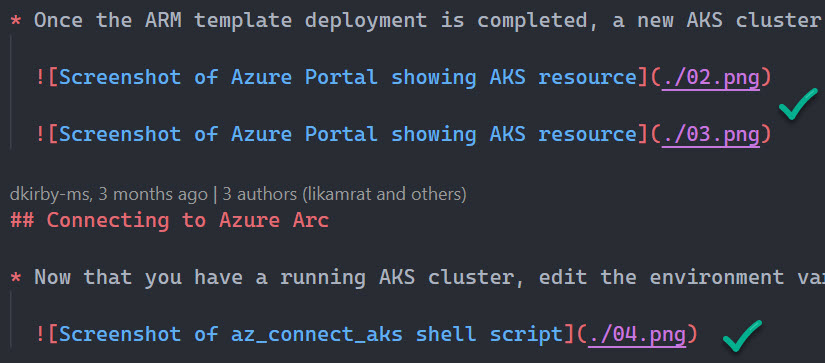 * Once the ARM template deployment is completed, a new AKS cluster
![Screenshot of Azure Portal showing AKS resource](./02.png)
![Screenshot of Azure Portal showing AKS resource](./03.png)
dkirby-ms, 3 months ago | 3 authors (likamrat and others)
## Connecting to Azure Arc
* Now that you have a running AKS cluster, edit the environment var
![Screenshot of az_connect_aks shell script](./04.png)